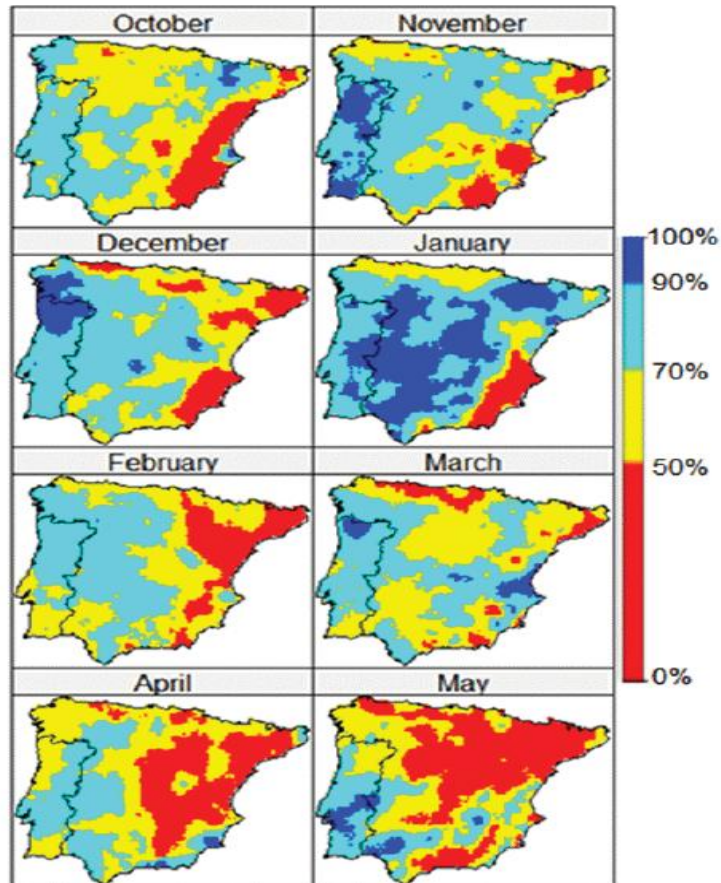 October
November
December
January
100%
90%
70%
50%
0%
February
March
April
May